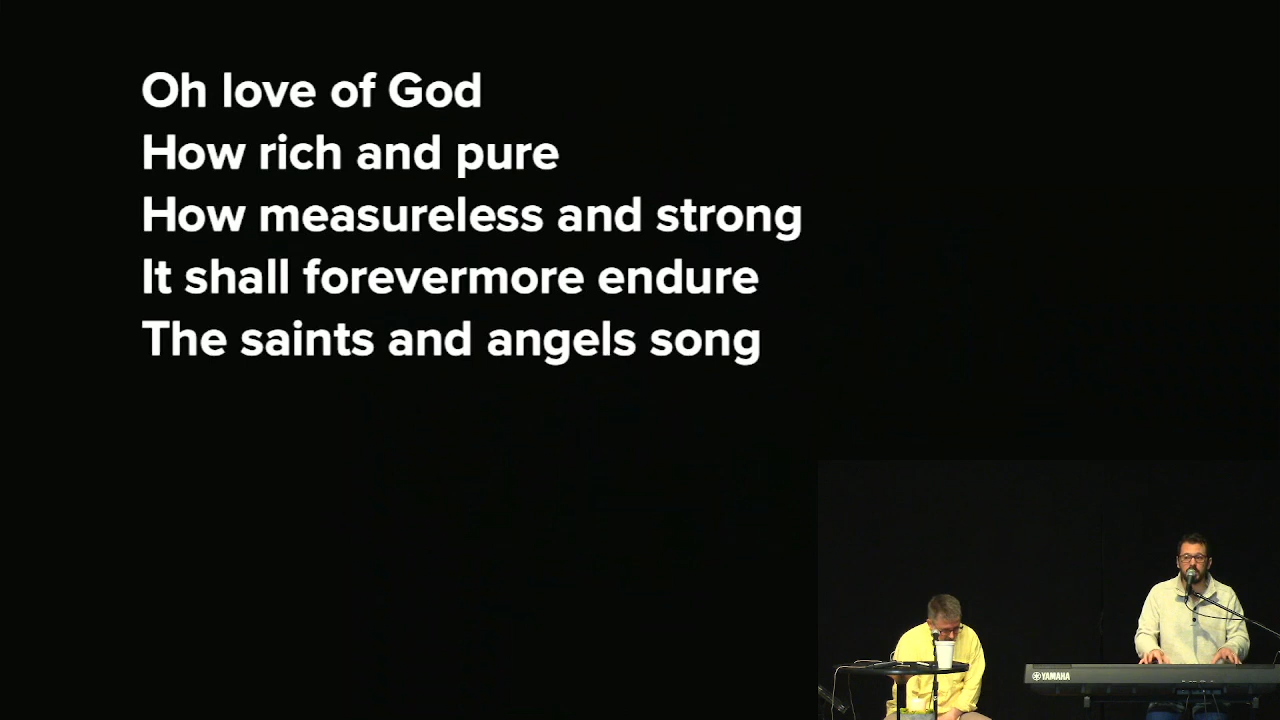 Oh love of God
How rich and pure
How measureless and strong
It shall forevermore endure
The saints and angels song
YAMAHA